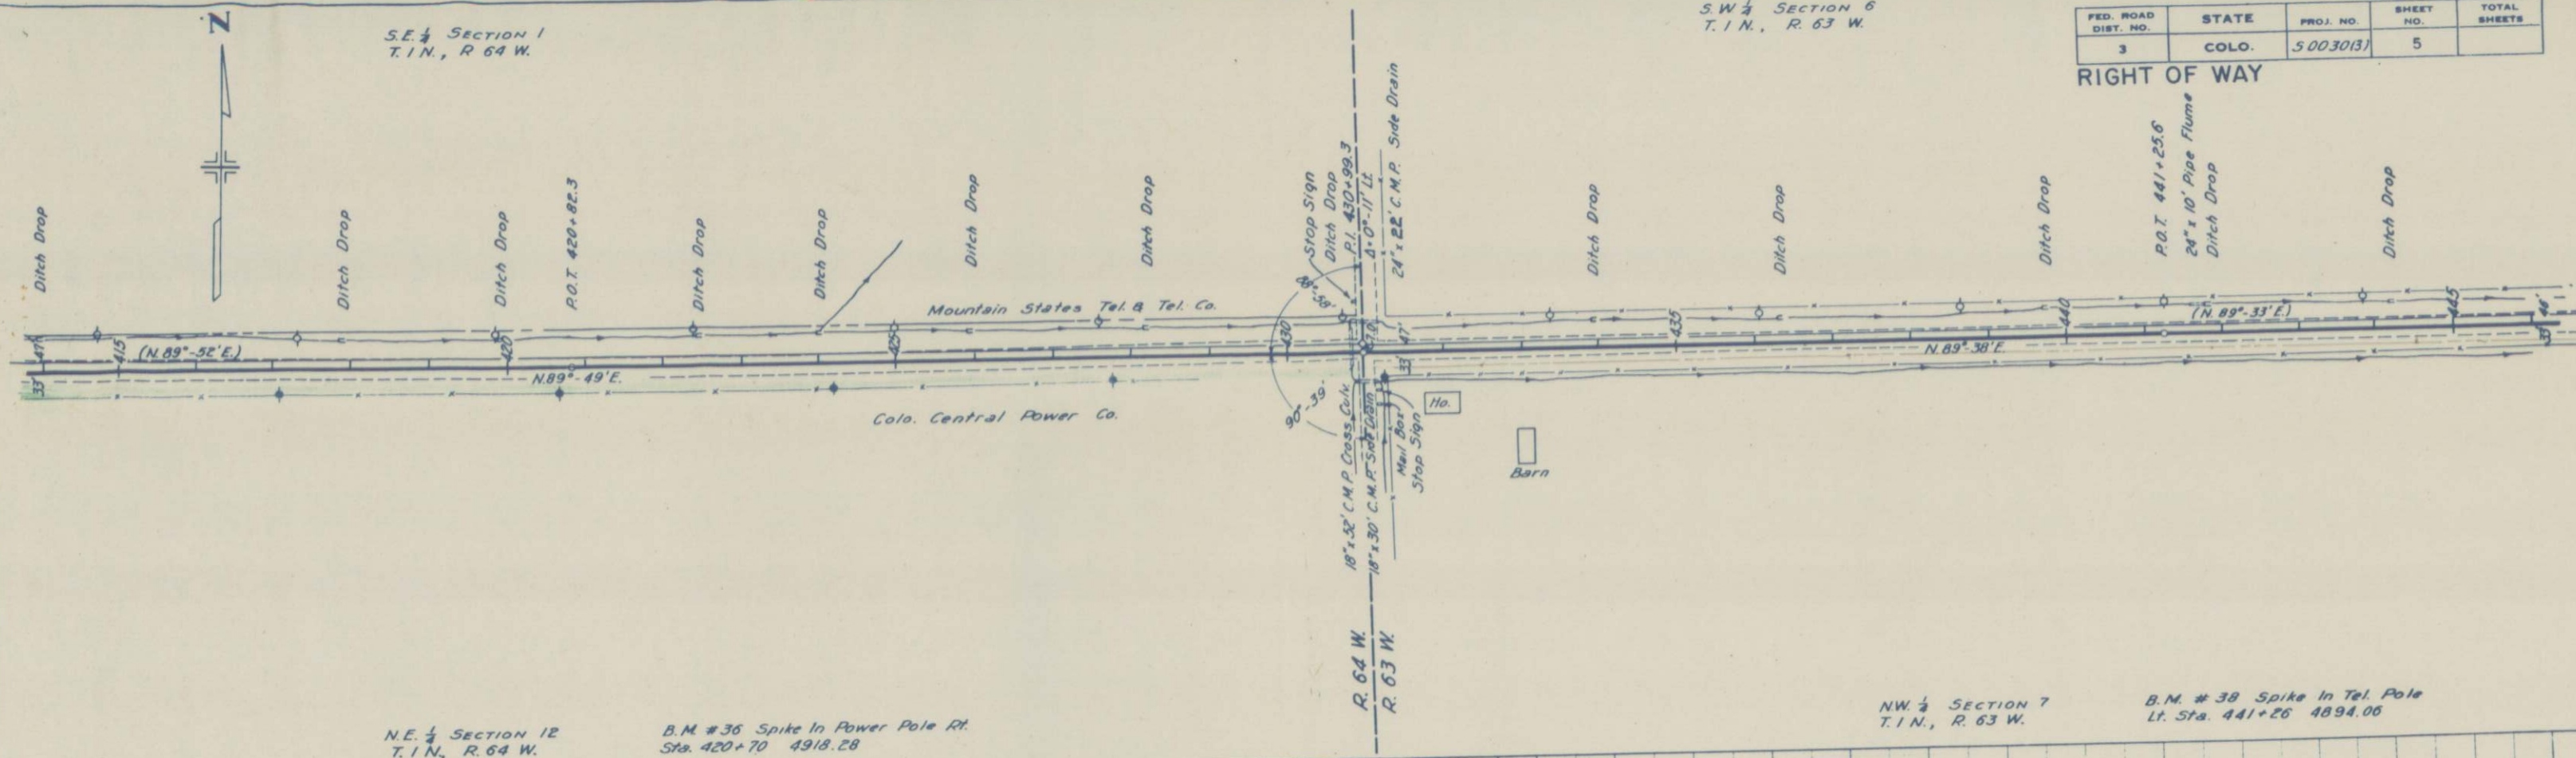 S.E. ¼ SECTION 1
T. 1 N., R 64 W.
S.W ¼ SECTION 6
T. 1 N., R. 63 W.
FED. ROAD DIST. NO. STATE PROJ. NO. SHEET NO. TOTAL SHEETS
3 COLO. S 0030(3) 5
RIGHT OF WAY
N
Ditch Drop
Ditch Drop
Ditch Drop
P.O.T. 420+82.3
Ditch Drop
Ditch Drop
Ditch Drop
Ditch Drop
Stop Sign
Ditch Drop
P.I. 430+99.3
Δ=0°-11' Lt.
24" x 22' C.M.P. Side Drain
Ditch Drop
Ditch Drop
Ditch Drop
P.O.T. 441+25.6
24" x 10' Pipe Flume
Ditch Drop
Ditch Drop
Mountain States Tel. & Tel. Co.
47'
415
(N. 89°-52'E.)
420
425
430
47'
435
440
(N. 89°-33'E.)
445
46'
33'
N.89°-49'E.
33'
N.89°-38'E.
33'
Colo. Central Power Co.
90°-39'
18" x 52' C.M.P. Cross Culv.
18" x 30' C.M.P. Side Drain
Mail Box
Stop Sign
Ho.
Barn
R. 64 W.
R. 63 W.
N.E. ¼ SECTION 12
T. 1 N., R. 64 W.
B.M. #36 Spike In Power Pole Rt.
Sta. 420+70 4918.28
NW. ¼ SECTION 7
T. 1 N., R. 63 W.
B.M. #38 Spike In Tel. Pole
Lt. Sta. 441+26 4894.06